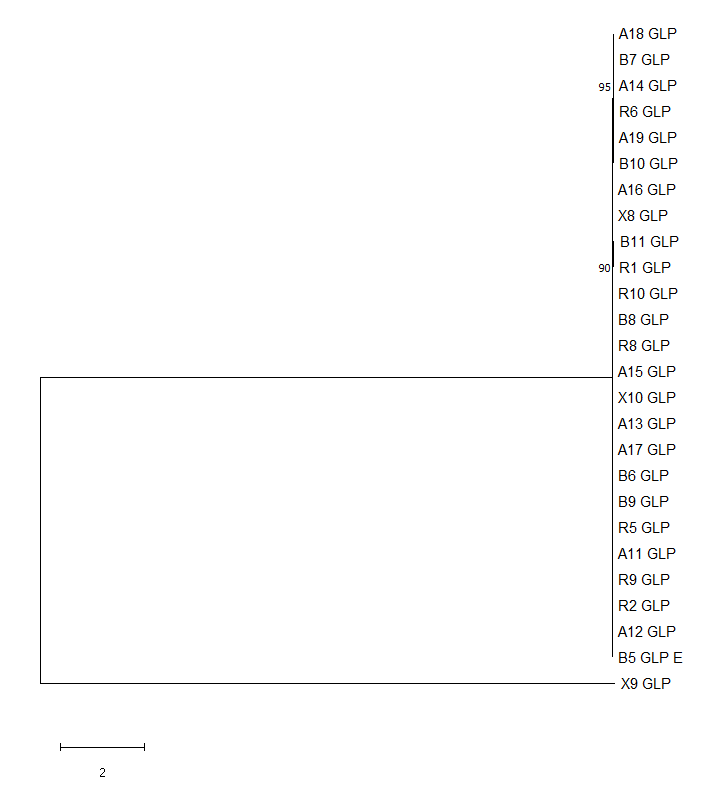 A18 GLP
B7 GLP
95
A14 GLP
R6 GLP
A19 GLP
B10 GLP
A16 GLP
X8 GLP
B11 GLP
90
R1 GLP
R10 GLP
B8 GLP
R8 GLP
A15 GLP
X10 GLP
A13 GLP
A17 GLP
B6 GLP
B9 GLP
R5 GLP
A11 GLP
R9 GLP
R2 GLP
A12 GLP
B5 GLP E
X9 GLP
2